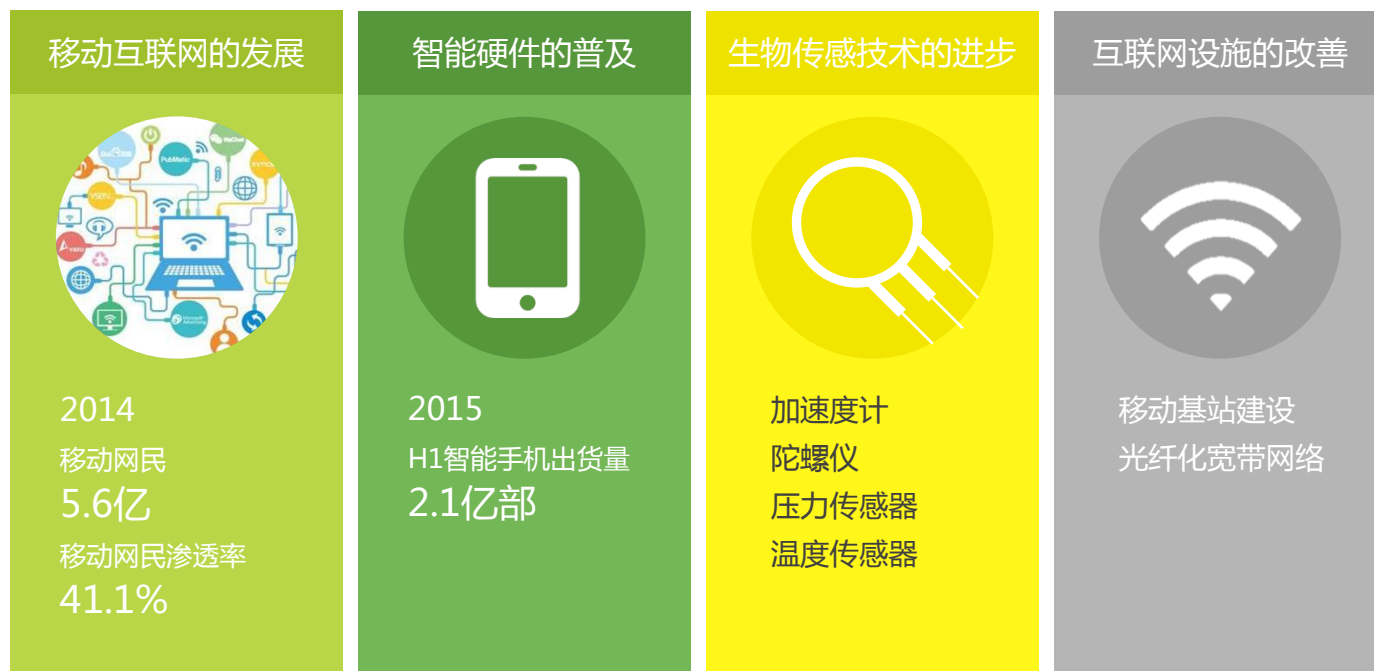 移动互联网的发展
PubMatic
WeChat
2014
移动网民
5.6亿
移动网民渗透率
41.1%
智能硬件的普及
2015
H1智能手机出货量
2.1亿部
生物传感技术的进步
加速度计
陀螺仪
压力传感器
温度传感器
互联网设施的改善
移动基站建设
光纤化宽带网络